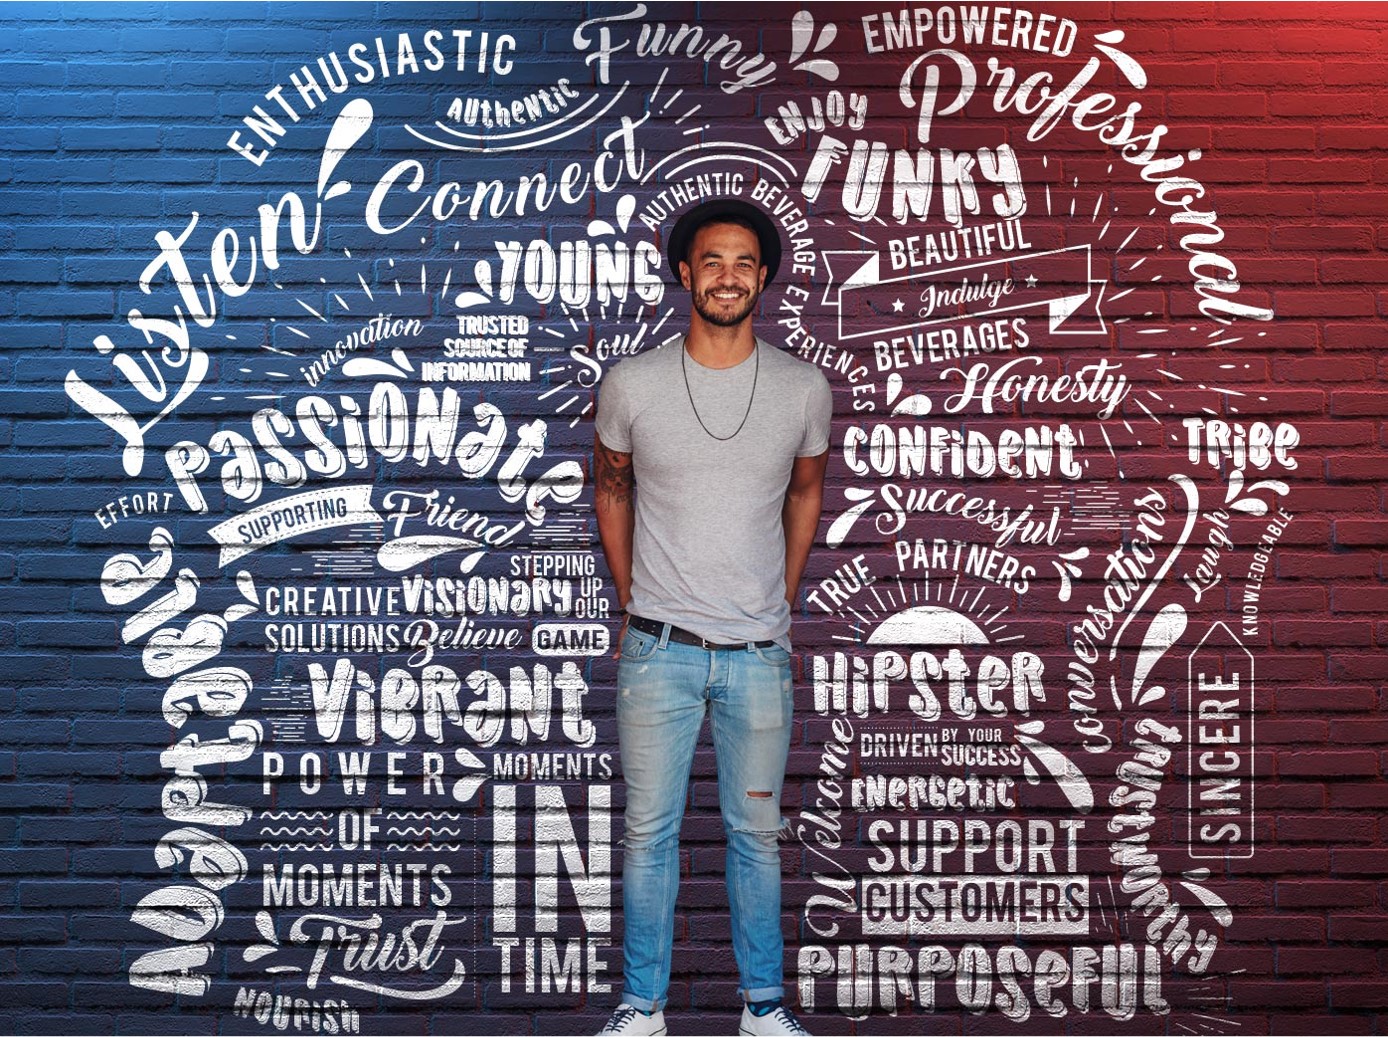 ENTHUSIASTIC
Funny
EMPOWERED
Professional
Authentic
ENJOY
FUNKY
Listen
Connect
AUTHENTIC BEVERAGE EXPERIENCES
YOUNG
BEAUTIFUL
Indulge
BEVERAGES
innovation
TRUSTED
SOURCE OF
INFORMATION
Soul
Honesty
PASSiONate
CONFiDENT
TRiBE
EFFORT
SUPPORTING
Friend
Successful
conversations
Laugh
KNOWLEDGEABLE
ADaptaBLE
STEPPING
UP
OUR
GAME
CREATIVE
SOLUTIONS
ViSiONaRy
Believe
TRUE PARTNERS
HiPSteR
ViBRaNt
SINCERE
POWER
OF
MOMENTS
MOMENTS
IN
TIME
Welcome
DRIVEN BY YOUR
SUCCESS
ENeRGetic
trustworthy
SUPPORT
CUSTOMERS
Trust
PURPOSeFUL
NOURiSH